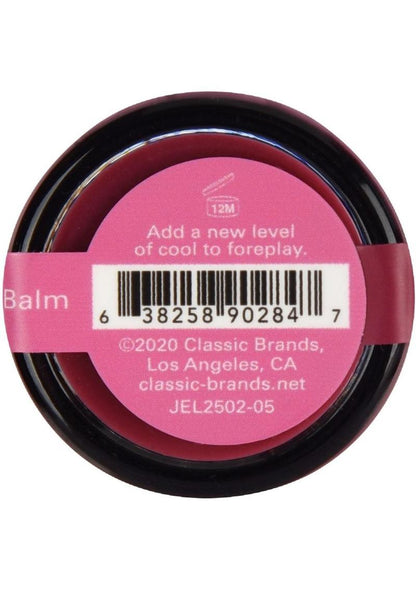 12M
Add a new level
of cool to foreplay.
Balm
6 38258 90284 7
©2020 Classic Brands,
Los Angeles, CA
classic-brands.net
JEL2502-05